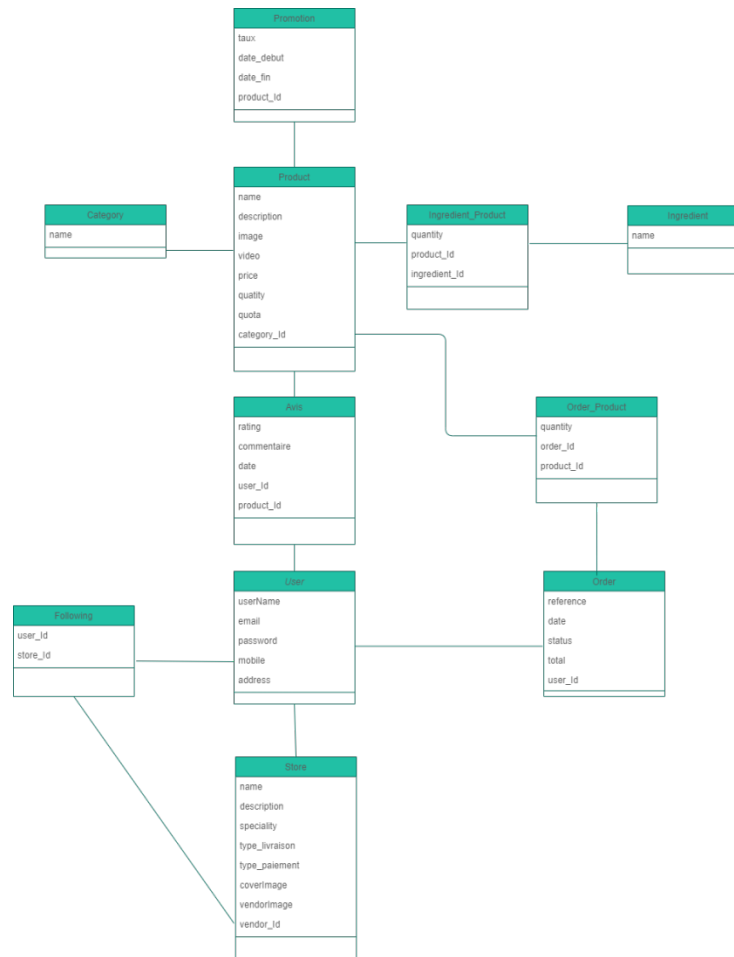 Promotion
taux
date_debut
date_fin
product_Id
Product
name
description
image
video
price
quatity
quota
category_Id
Category
name
Ingredient_Product
quantity
product_Id
ingredient_Id
Ingredient
name
Avis
rating
commentaire
date
user_Id
product_Id
Order_Product
quantity
order_Id
product_Id
User
userName
email
password
mobile
address
Order
reference
date
status
total
user_Id
Following
user_Id
store_Id
Store
name
description
speciality
type_livraison
type_paiement
coverImage
vendorImage
vendor_Id